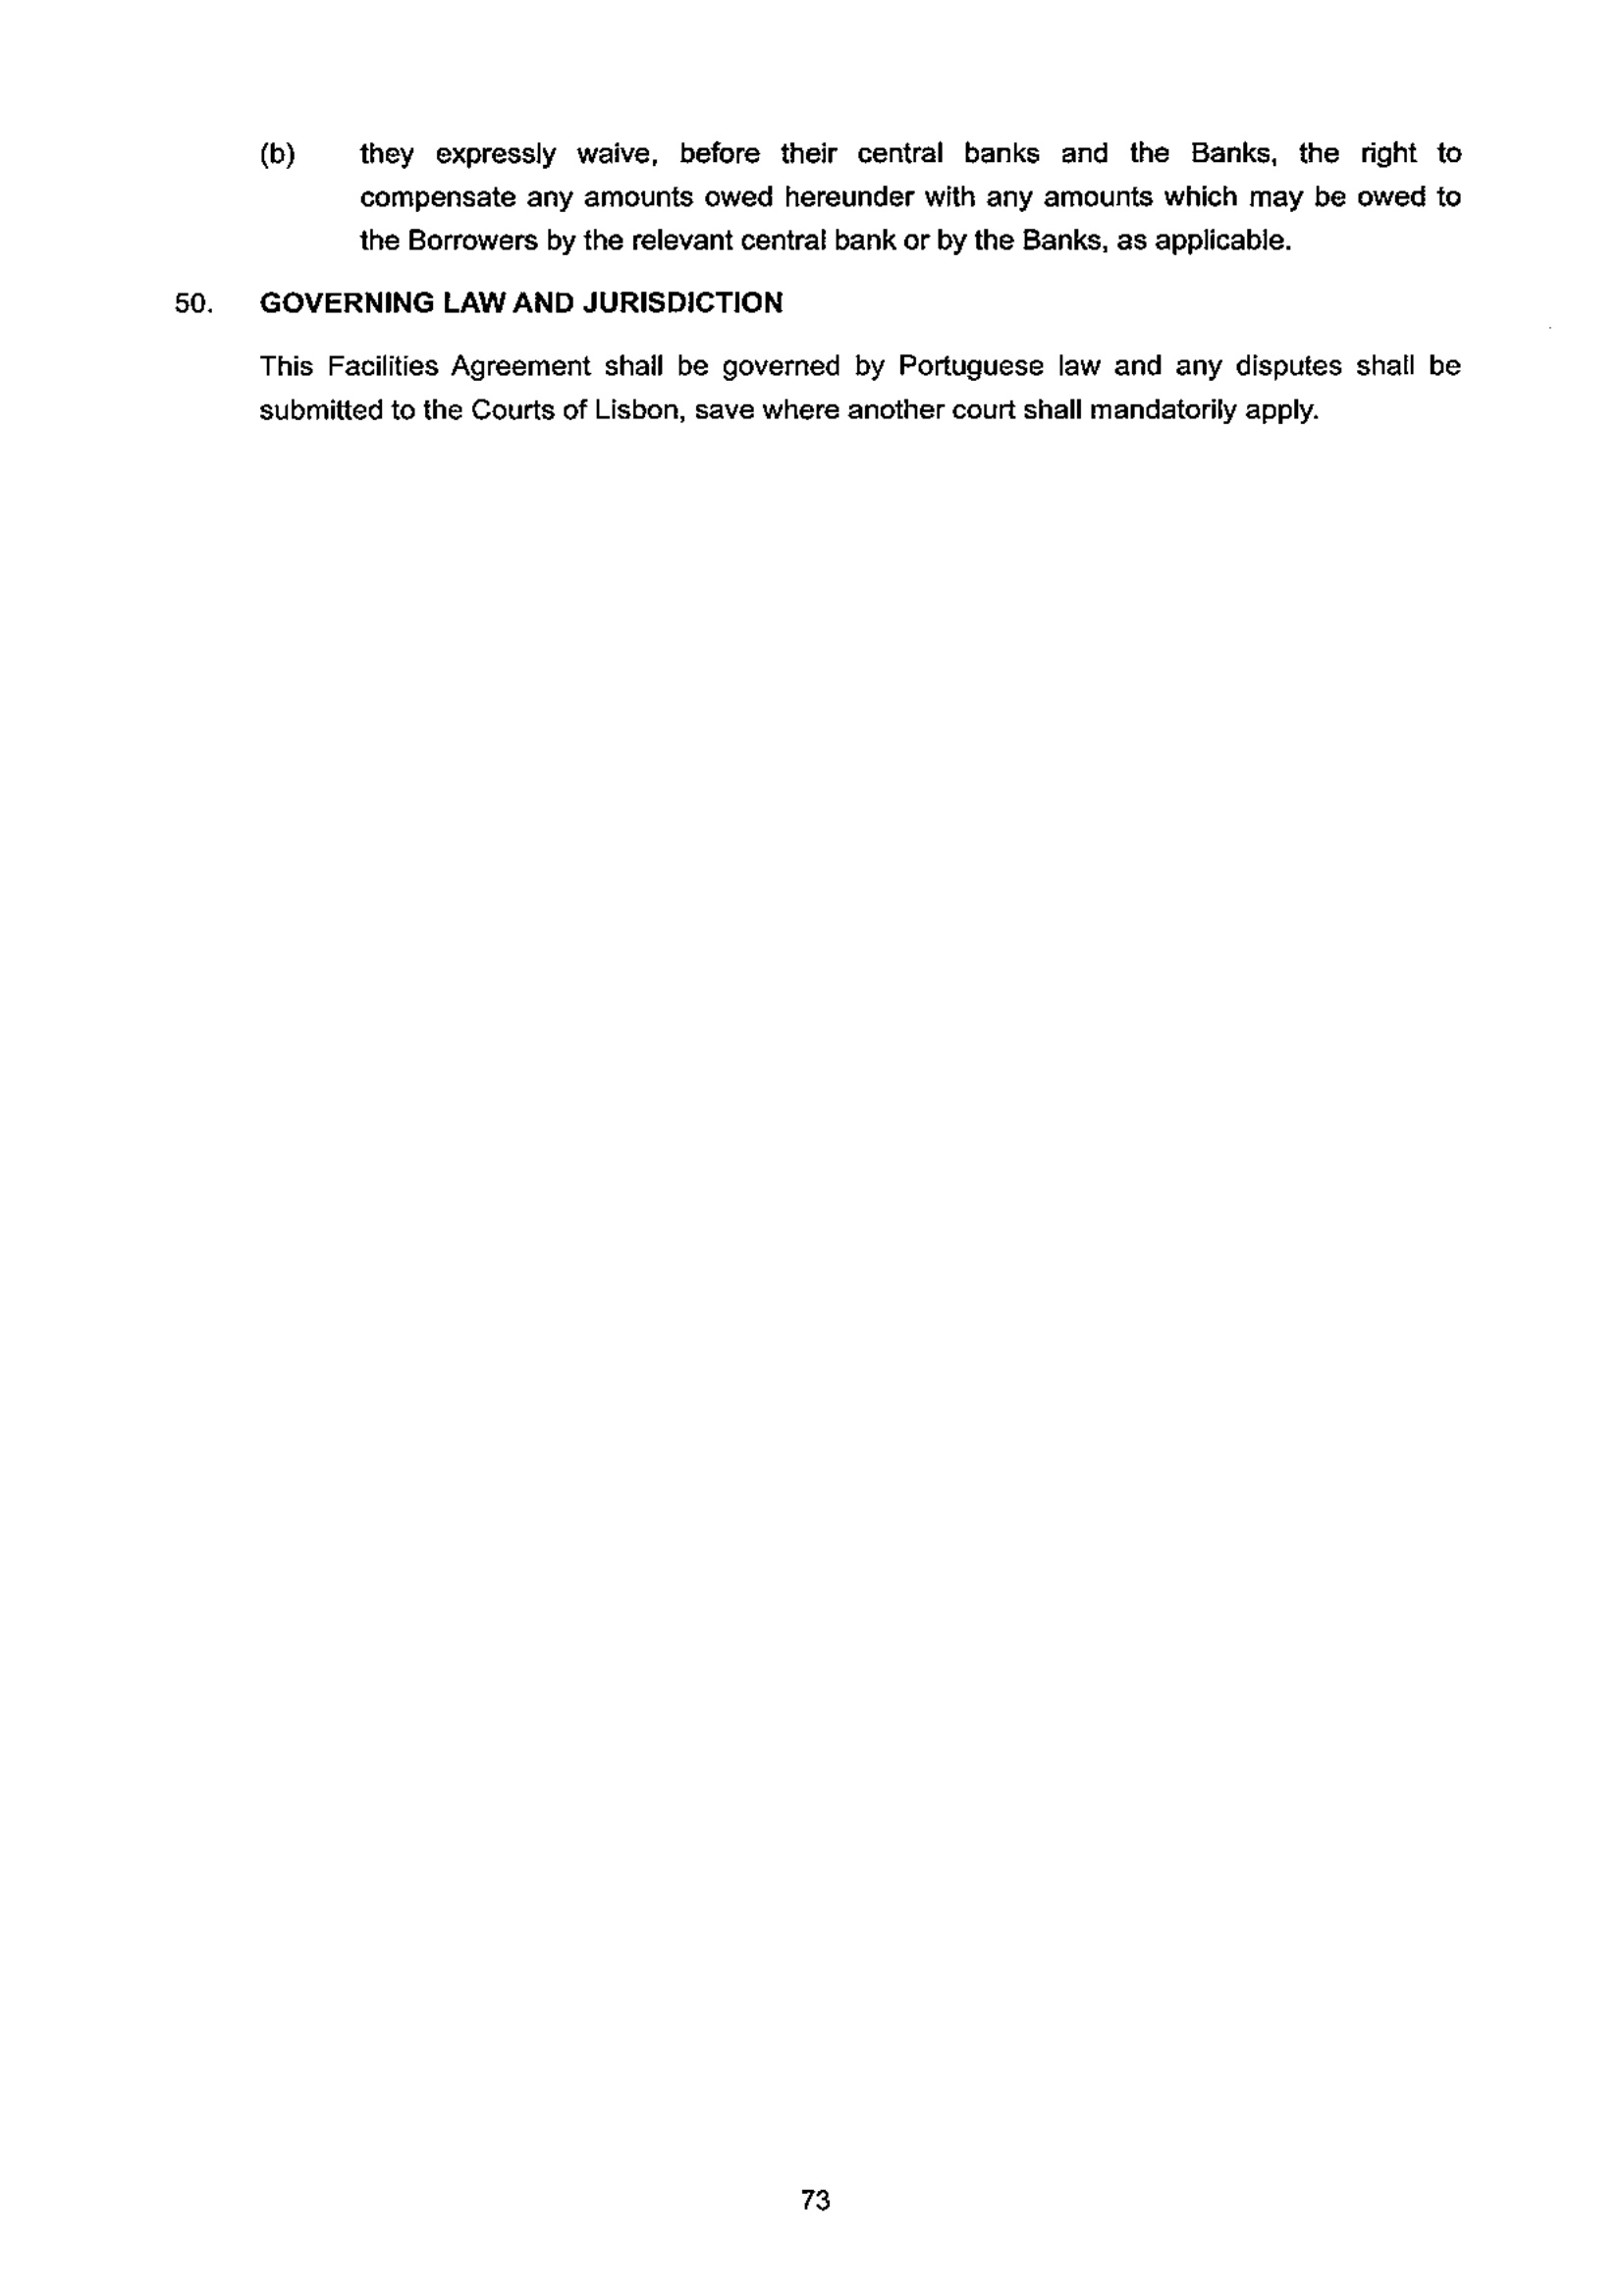 (b) they expressly waive, before their central banks and the Banks, the right to
compensate any amounts owed hereunder with any amounts which may be owed to
the Borrowers by the relevant central bank or by the Banks, as applicable.
50. GOVERNING LAW AND JURISDICTION
This Facilities Agreement shall be governed by Portuguese law and any disputes shall be
submitted to the Courts of Lisbon, save where another court shall mandatorily apply.
73